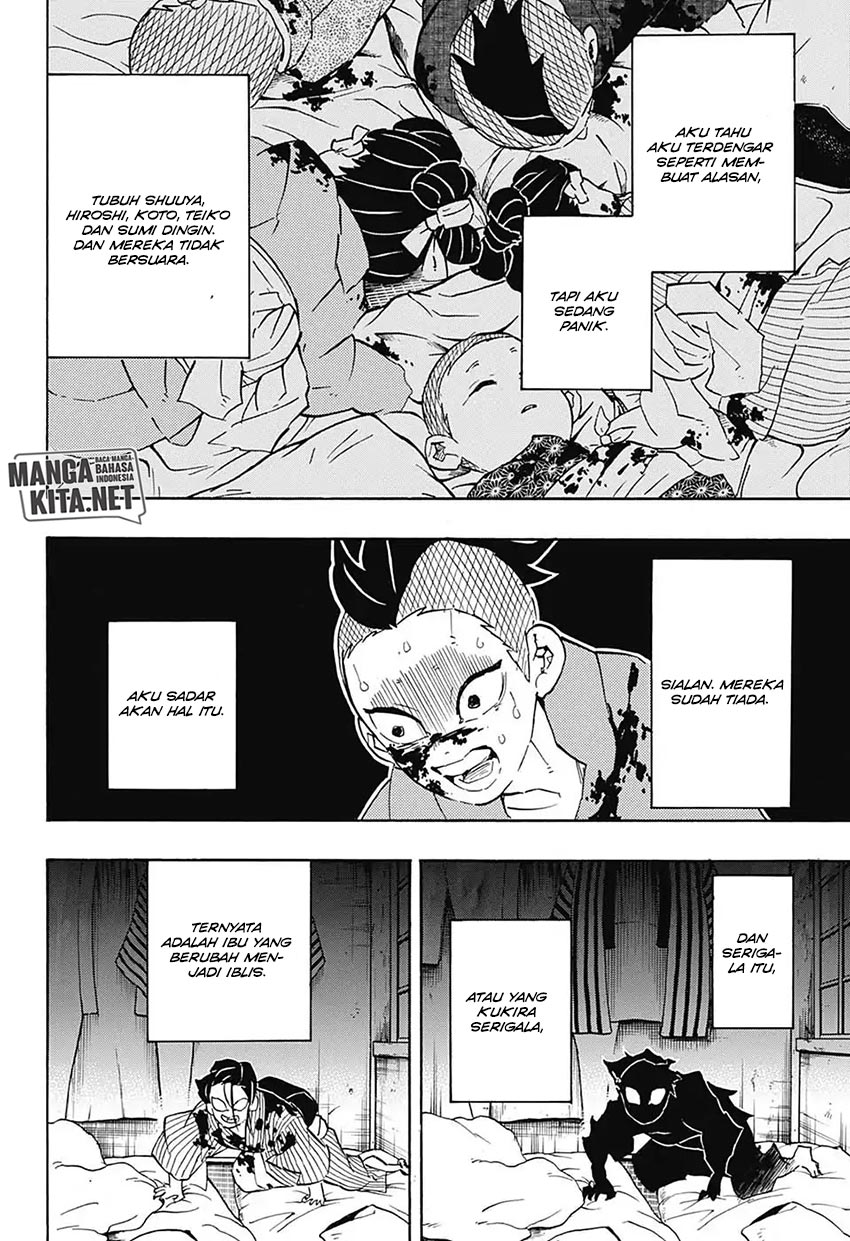 AKU TAHU
AKU TERDENGAR
SEPERTI MEM-
BUAT ALASAN,
TAPI AKU
SEDANG
PANIK.
TUBUH SHUUYA,
HIROSHI, KOTO, TEIKO
DAN SUMI DINGIN.
DAN MEREKA TIDAK
BERSUARA.
MANGA
KITA.NET
BACA MANGA
BAHASA
INDONESIA
SIALAN. MEREKA
SUDAH TIADA.
AKU SADAR
AKAN HAL ITU.
DAN
SERIGA-
LA ITU,
ATAU YANG
KUKIRA
SERIGALA,
TERNYATA
ADALAH IBU YANG
BERUBAH MEN-
JADI IBLIS.